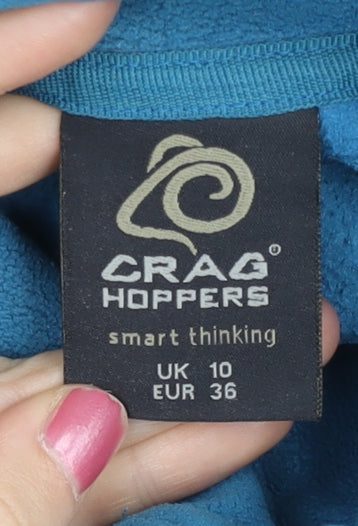 CRAG®
HOPPERS
smart thinking
UK 10
EUR 36